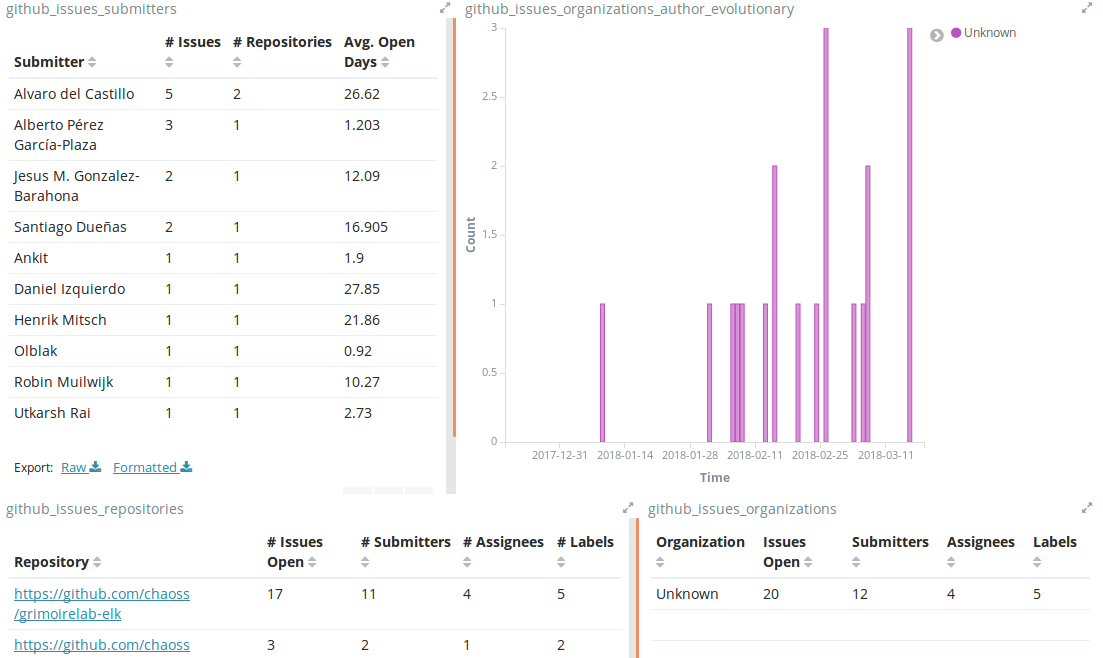 github_issues_submitters
Submitter # Issues # Repositories Avg. Open Days
Alvaro del Castillo 5 2 26.62
Alberto Pérez García-Plaza 3 1 1.203
Jesus M. Gonzalez-Barahona 2 1 12.09
Santiago Dueñas 2 1 16.905
Ankit 1 1 1.9
Daniel Izquierdo 1 1 27.85
Henrik Mitsch 1 1 21.86
Olblak 1 1 0.92
Robin Muilwijk 1 1 10.27
Utkarsh Rai 1 1 2.73
Export: Raw Formatted
github_issues_organizations_author_evolutionary
3
2.5
2
1.5
1
0.5
0
Count
2017-12-31 2018-01-14 2018-01-28 2018-02-11 2018-02-25 2018-03-11
Time
Unknown
github_issues_repositories
Repository # Issues Open # Submitters # Assignees # Labels
https://github.com/chaoss
/grimoirelab-elk 17 11 4 5
https://github.com/chaoss 3 2 1 2
github_issues_organizations
Organization Issues Open Submitters Assignees Labels
Unknown 20 12 4 5